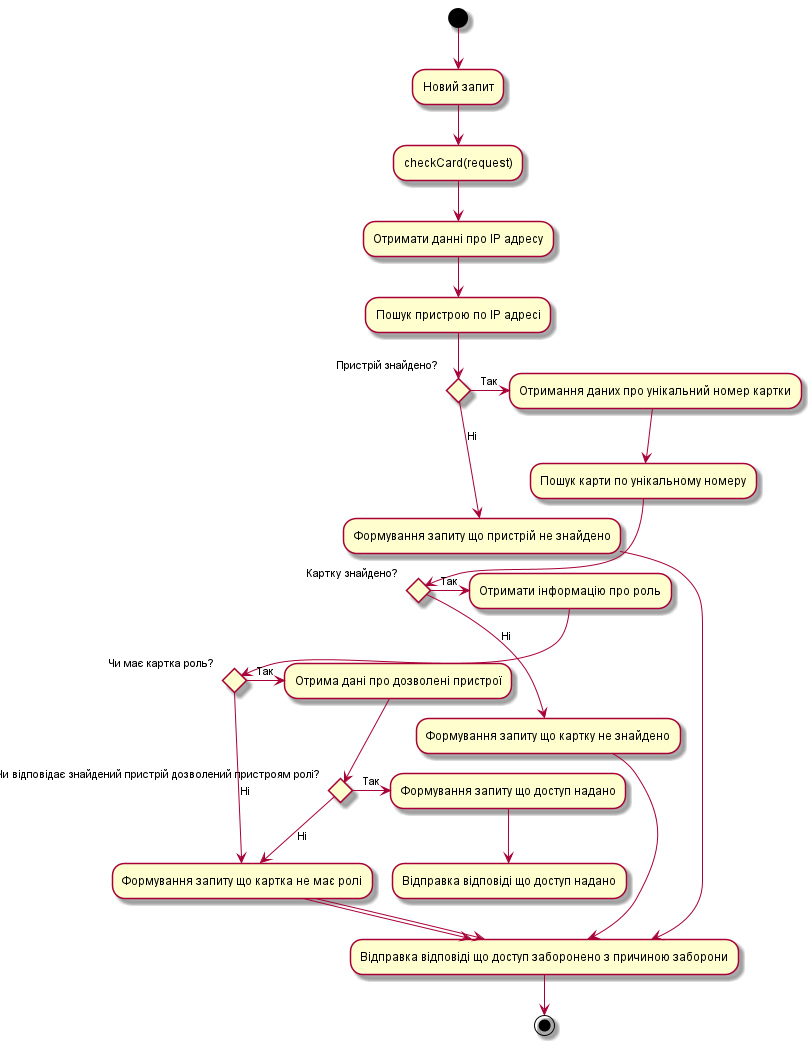 Новий запит
checkCard(request)
Отримати данні про IP адресу
Пошук пристрою по IP адресі
Пристрій знайдено?
Так
Отримання даних про унікальний номер картки
Ні
Пошук карти по унікальному номеру
Формування запиту що пристрій не знайдено
Картку знайдено?
Так
Отримати інформацію про роль
Ні
Чи має картка роль?
Так
Отрима дані про дозволені пристрої
Формування запиту що картку не знайдено
Чи відповідає знайдений пристрій дозволений пристроям ролі?
Так
Ні
Формування запиту що доступ надано
Ні
Формування запиту що картка не має ролі
Відправка відповіді що доступ надано
Відправка відповіді що доступ заборонено з причиною заборони